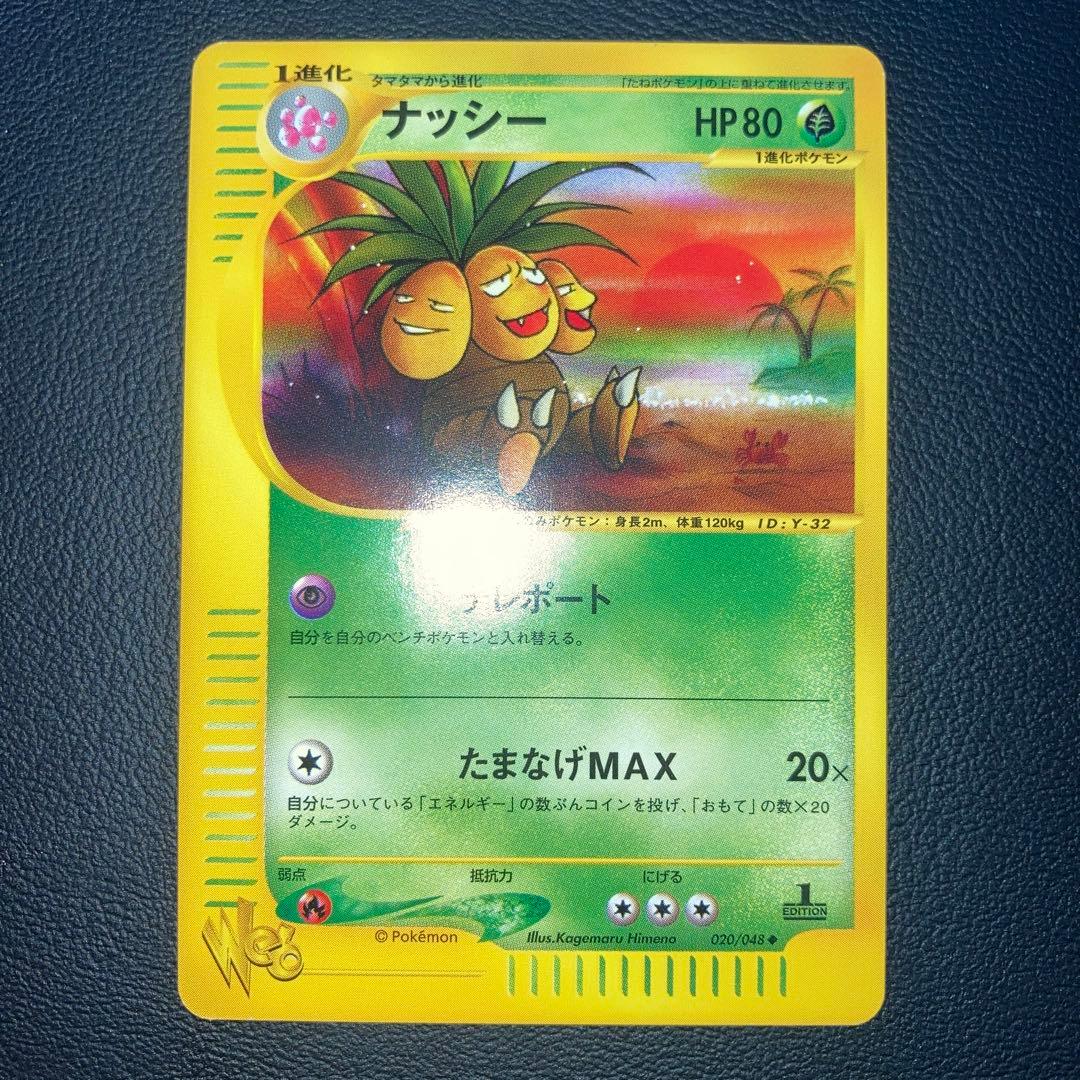 1進化
タマタマから進化
「たねポケモン」の上に重ねて進化させます。
ナッシー
HP80
1進化ポケモン
のみポケモン：身長2m、体重120kg ID：Y-32
レポート
自分を自分のベンチポケモンと入れ替える。
たまなげMAX 20×
自分についている「エネルギー」の数ぶんコインを投げ、「おもて」の数×20
ダメージ。
弱点 抵抗力 にげる
1
EDITION
Web
©Pokémon
Illus.Kagemaru Himeno 020/048